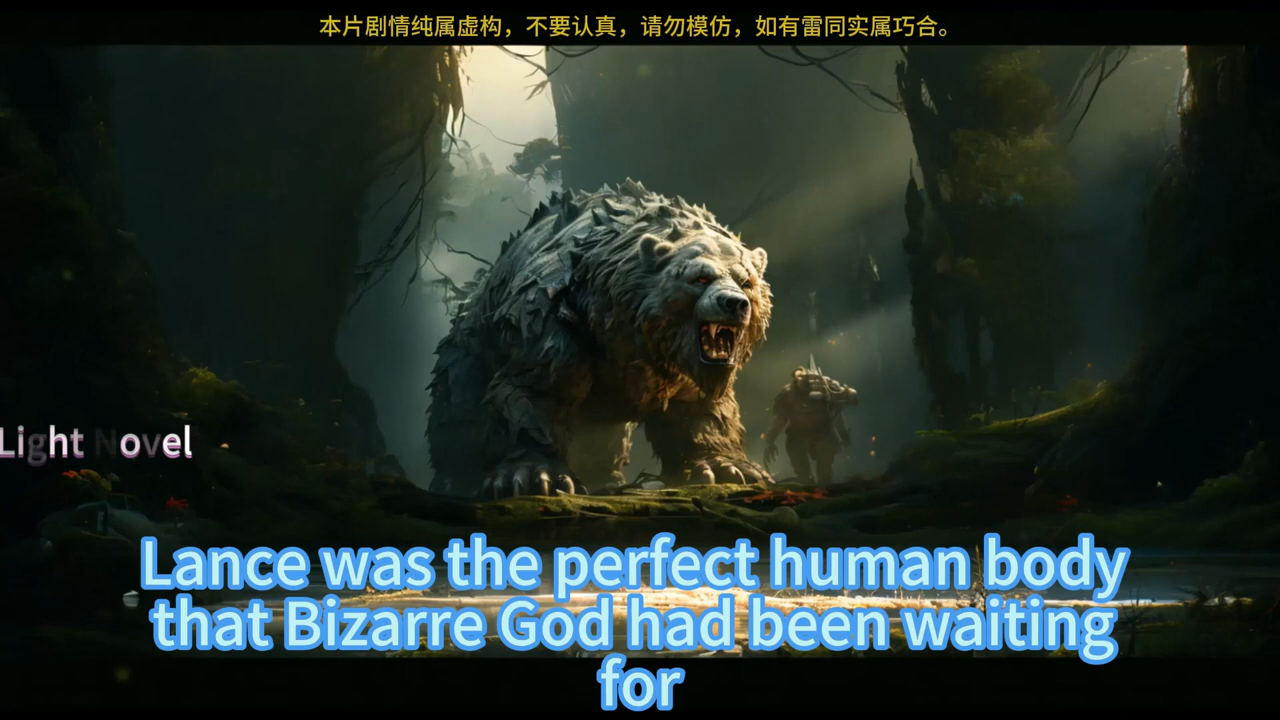 本片剧情纯属虚构，不要认真，请勿模仿，如有雷同实属巧合。
Light Novel
Lance was the perfect human body
that Bizarre God had been waiting
for